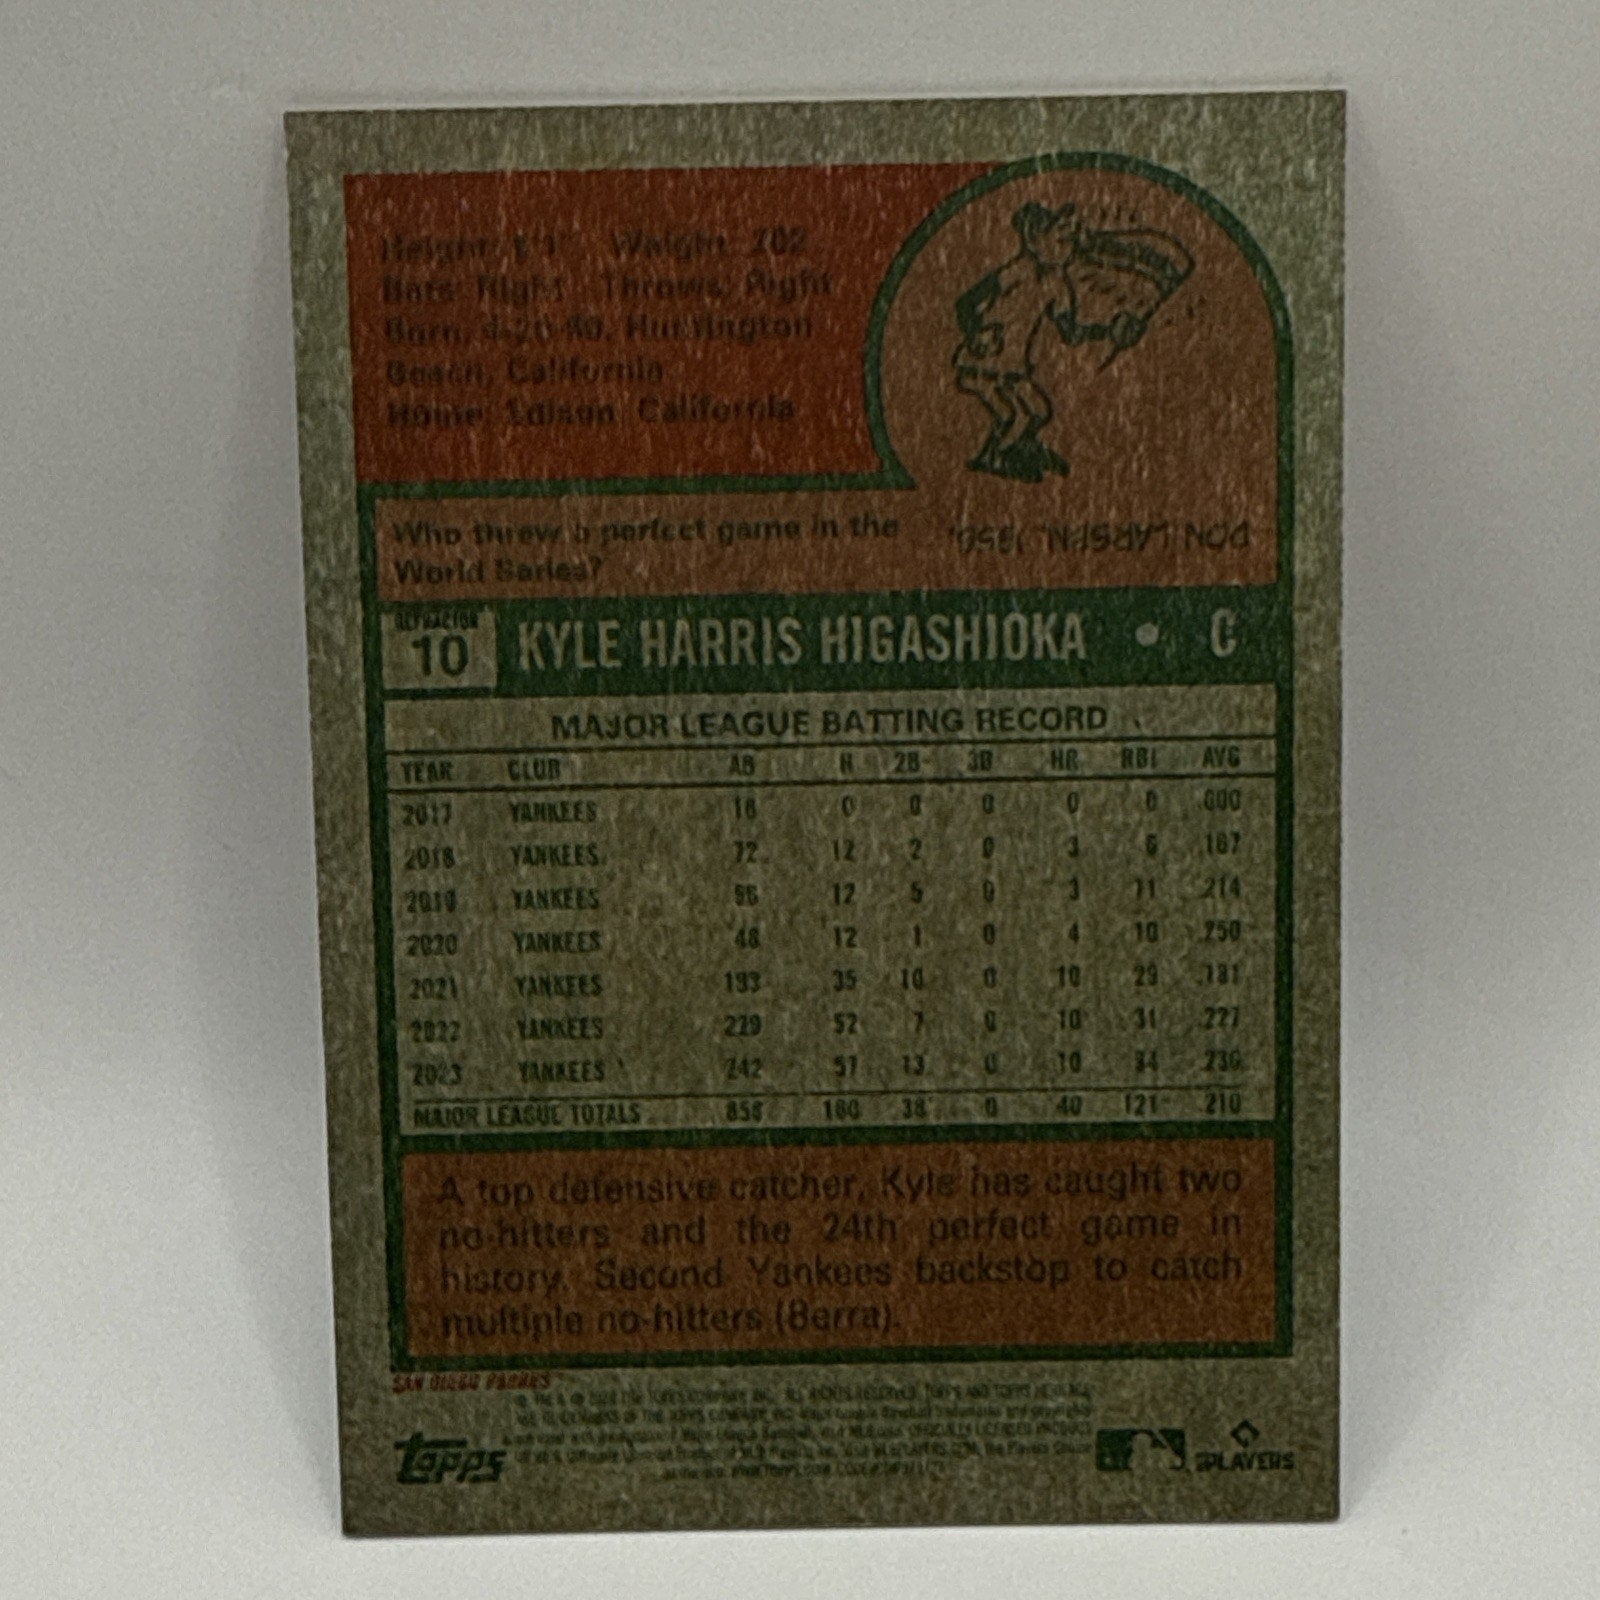 Height: 6'1" Weight: 202
Bats: Right Throws: Right
Born, 4-20-90, Huntington
Beach, California
Home: Edison California
Who threw a perfect game in the
World Series?
DON LARSEN, 1956.
REFRACTOR
10 KYLE HARRIS HIGASHIOKA • C
MAJOR LEAGUE BATTING RECORD
YEAR CLUB AB H 2B 3B HR RBI AVG
2017 YANKEES 18 0 0 0 0 0 .000
2018 YANKEES 72 12 2 0 3 6 .167
2019 YANKEES 56 12 5 0 3 11 .214
2020 YANKEES 48 12 1 0 4 10 .250
2021 YANKEES 193 35 10 0 10 29 .181
2022 YANKEES 229 52 7 0 10 31 .227
2023 YANKEES 242 57 13 0 10 34 .236
MAJOR LEAGUE TOTALS 858 180 38 0 40 121 .210
A top defensive catcher, Kyle has caught two
no-hitters and the 24th perfect game in
history. Second Yankees backstop to catch
multiple no-hitters (Berra).
SAN DIEGO PADRES™
topps
PLAYERS